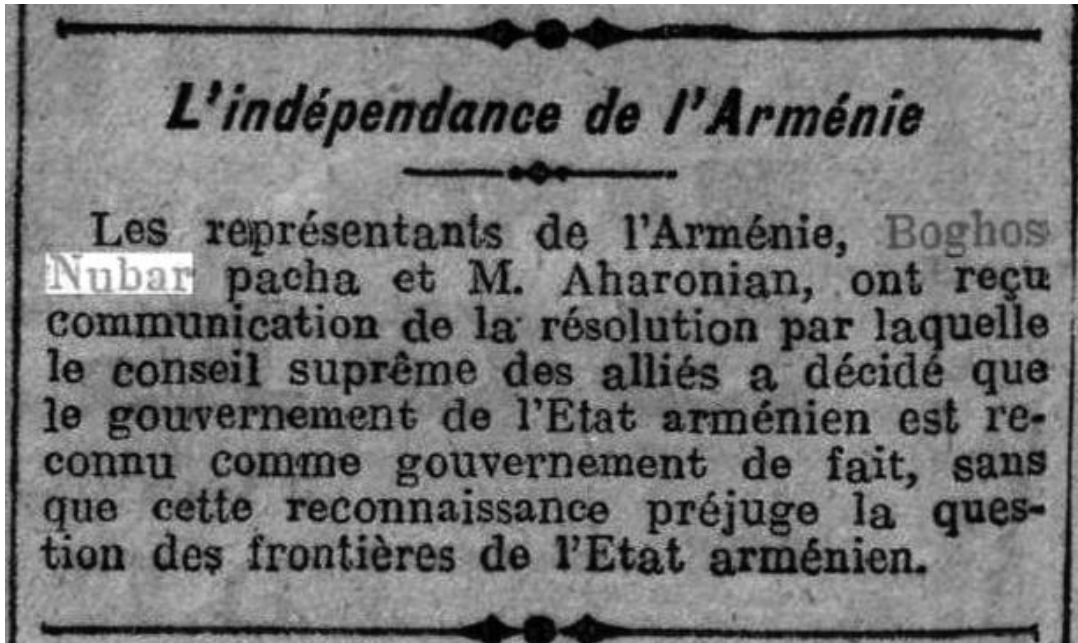 L'indépendance de l'Arménie
Les représentants de l'Arménie, Boghos
Nubar pacha et M. Aharonian, ont reçu
communication de la résolution par laquelle
le conseil suprême des alliés a décidé que
le gouvernement de l'Etat arménien est re-
connu comme gouvernement de fait, sans
que cette reconnaissance préjuge la ques-
tion des frontières de l'Etat arménien.